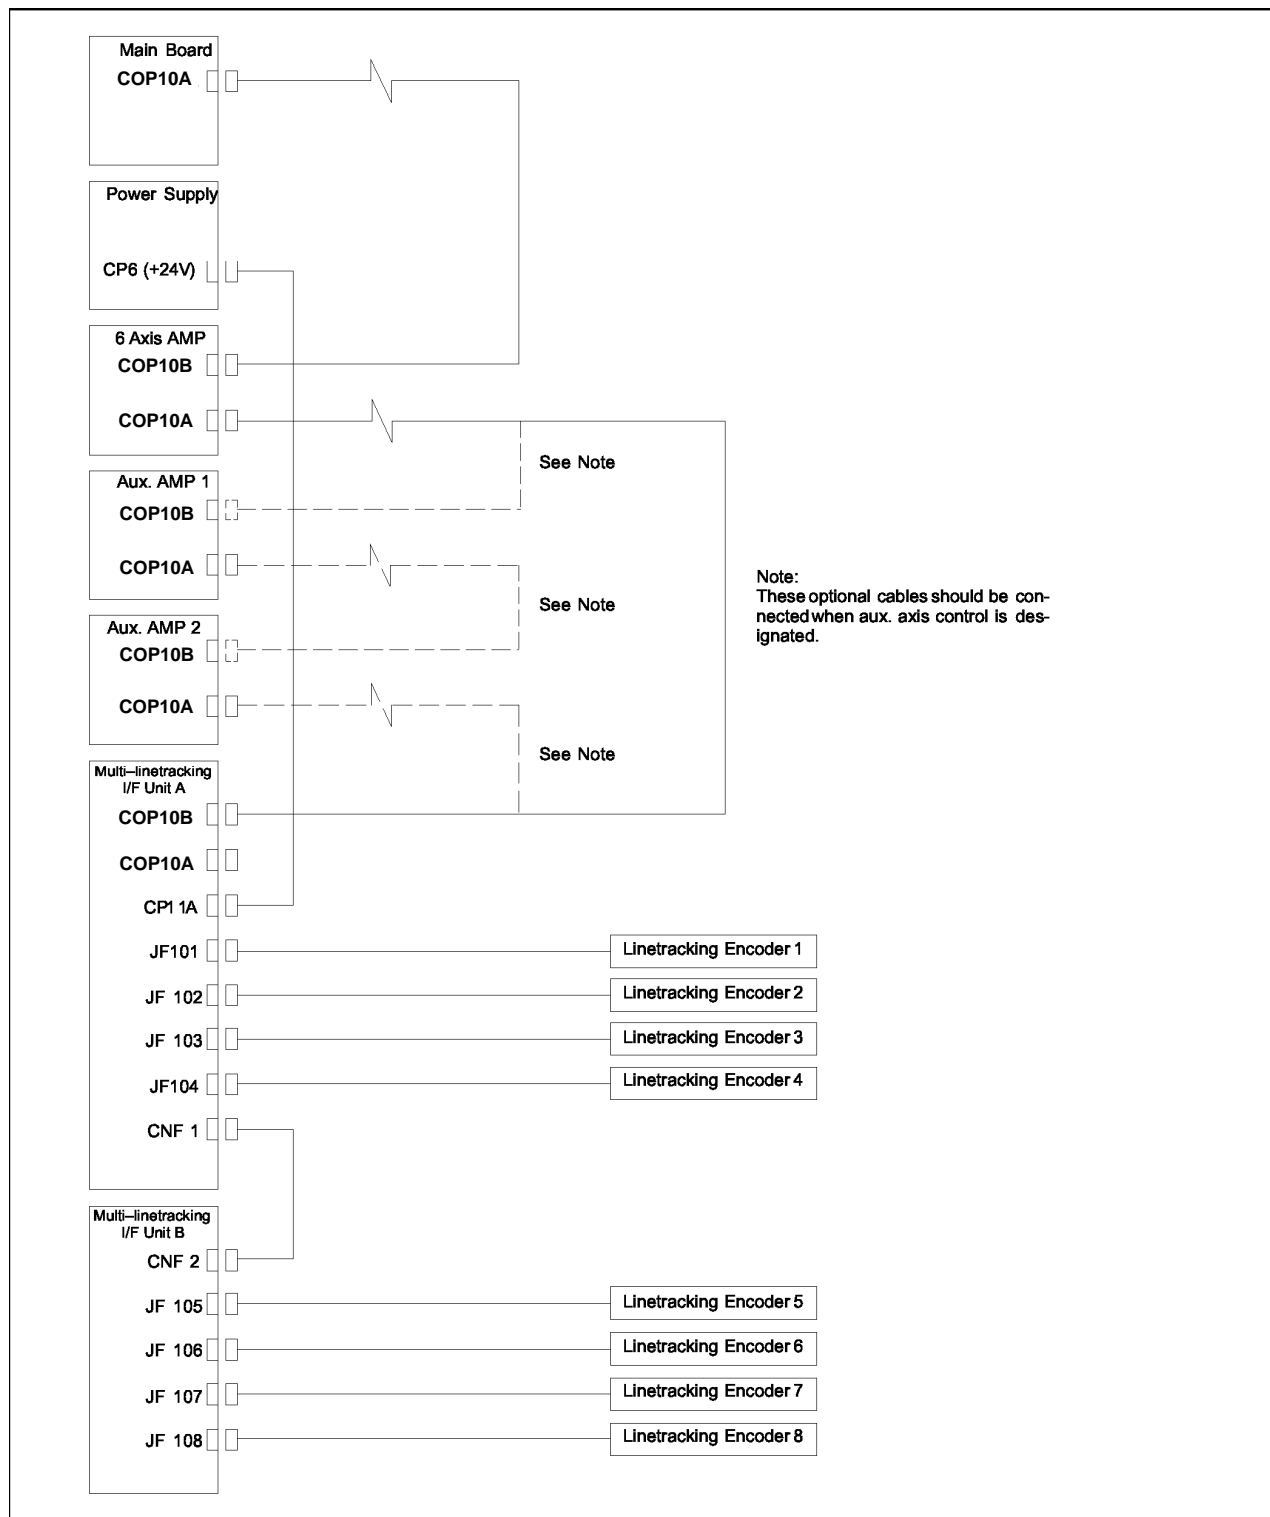 Main Board
COP10A
Power Supply
CP6 (+24V)
6 Axis AMP
COP10B
COP10A
See Note
Aux. AMP 1
COP10B
COP10A
See Note
Note:
These optional cables should be con-
nected when aux. axis control is des-
ignated.
Aux. AMP 2
COP10B
COP10A
See Note
Multi–linetracking
I/F Unit A
COP10B
COP10A
CP11A
JF101
Linetracking Encoder 1
JF 102
Linetracking Encoder 2
JF 103
Linetracking Encoder 3
JF104
Linetracking Encoder 4
CNF 1
Multi–linetracking
I/F Unit B
CNF 2
JF 105
Linetracking Encoder 5
JF 106
Linetracking Encoder 6
JF 107
Linetracking Encoder 7
JF 108
Linetracking Encoder 8